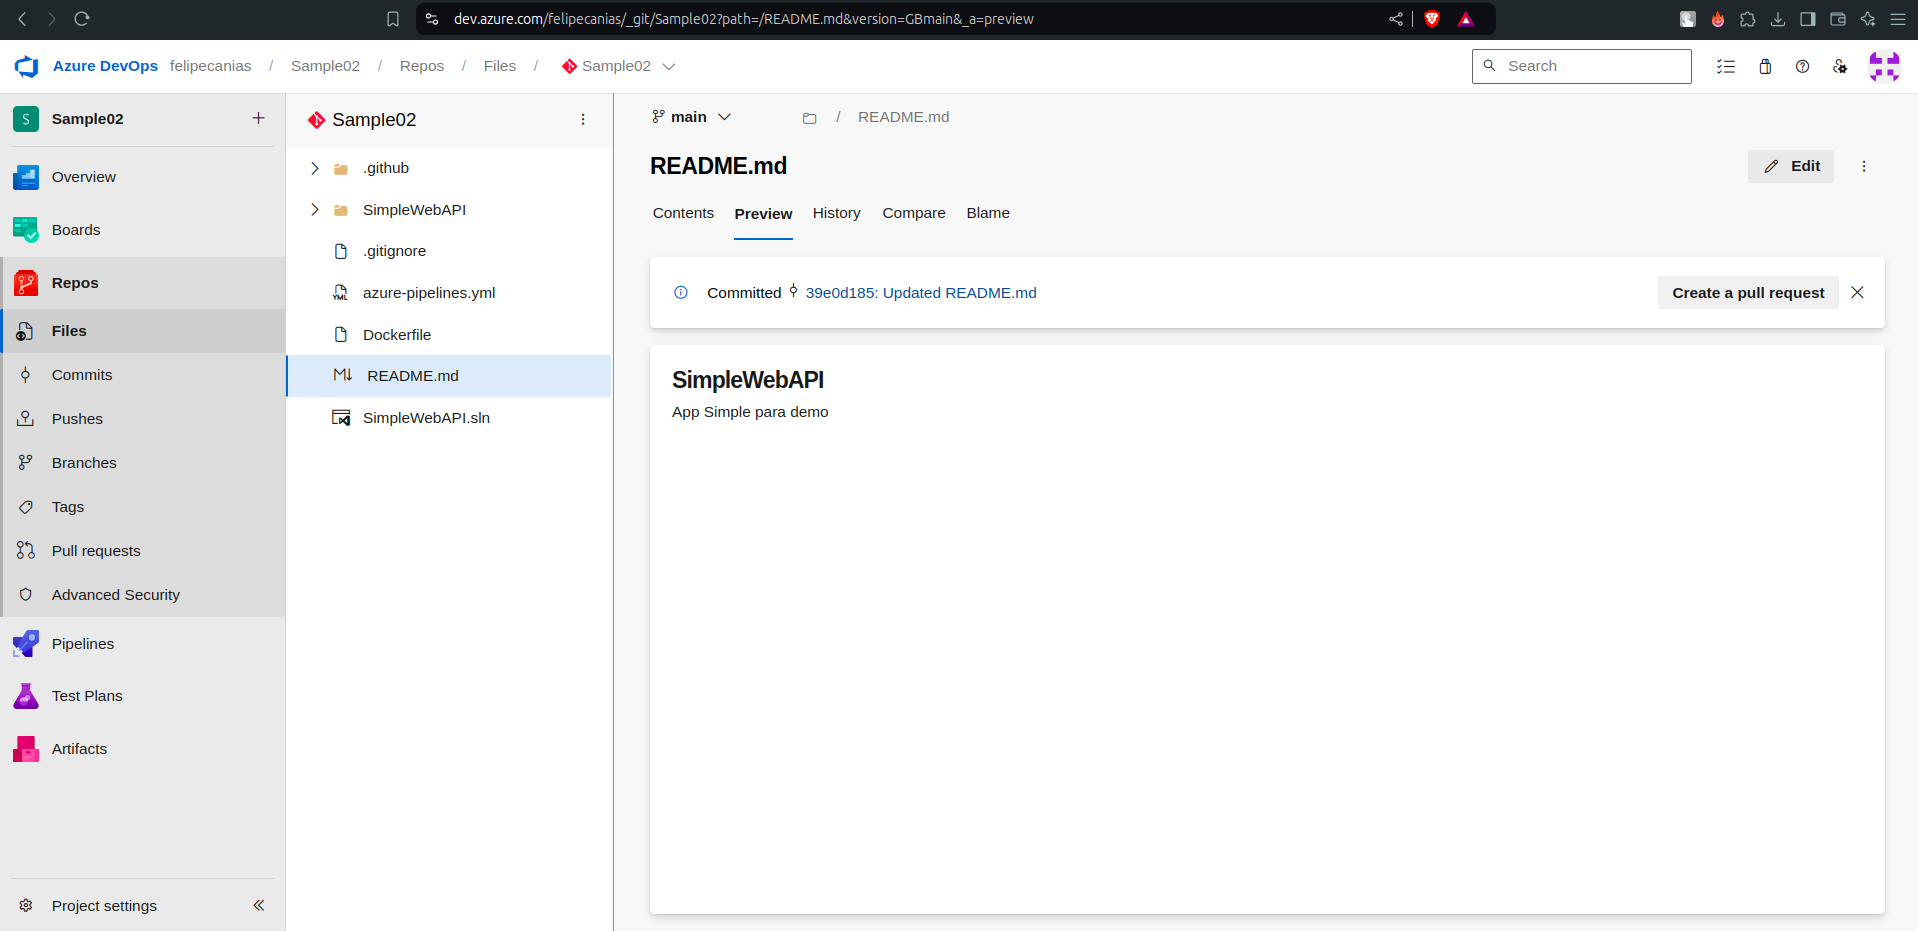 dev.azure.com/felipecanias/_git/Sample02?path=/README.md&version=GBmain&_a=preview
Azure DevOps felipecanias / Sample02 / Repos / Files / Sample02
Search
S Sample02
Overview
Boards
Repos
Files
Commits
Pushes
Branches
Tags
Pull requests
Advanced Security
Pipelines
Test Plans
Artifacts
Project settings
Sample02
.github
SimpleWebAPI
.gitignore
YML azure-pipelines.yml
Dockerfile
M↓ README.md
SimpleWebAPI.sln
main / README.md
README.md
Edit
Contents Preview History Compare Blame
Committed 39e0d185: Updated README.md
Create a pull request
SimpleWebAPI
App Simple para demo